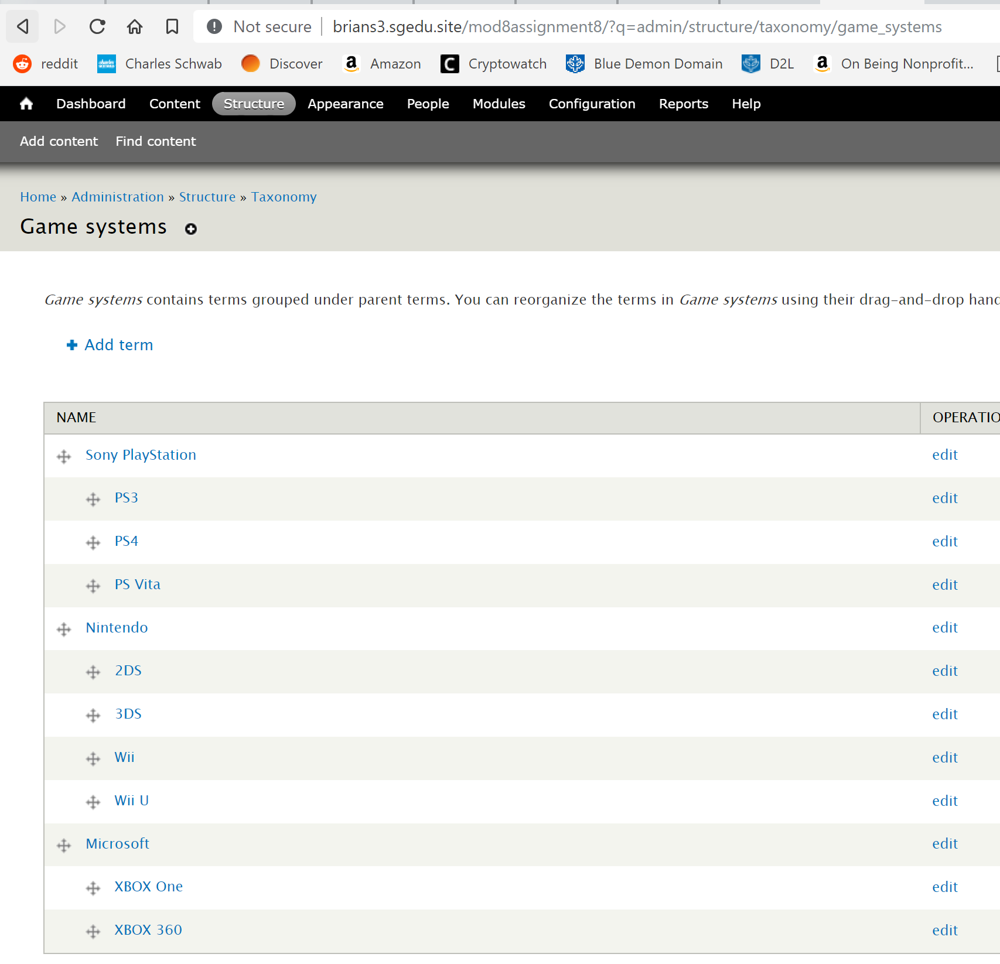 Not secure | brians3.sgedu.site/mod8assignment8/?q=admin/structure/taxonomy/game_systems
reddit Charles Schwab Discover Amazon Cryptowatch Blue Demon Domain D2L On Being Nonprofit...
Dashboard Content Structure Appearance People Modules Configuration Reports Help
Add content Find content
Home » Administration » Structure » Taxonomy
Game systems
Game systems contains terms grouped under parent terms. You can reorganize the terms in Game systems using their drag-and-drop hand
Add term
NAME OPERATIO
Sony PlayStation edit
PS3 edit
PS4 edit
PS Vita edit
Nintendo edit
2DS edit
3DS edit
Wii edit
Wii U edit
Microsoft edit
XBOX One edit
XBOX 360 edit